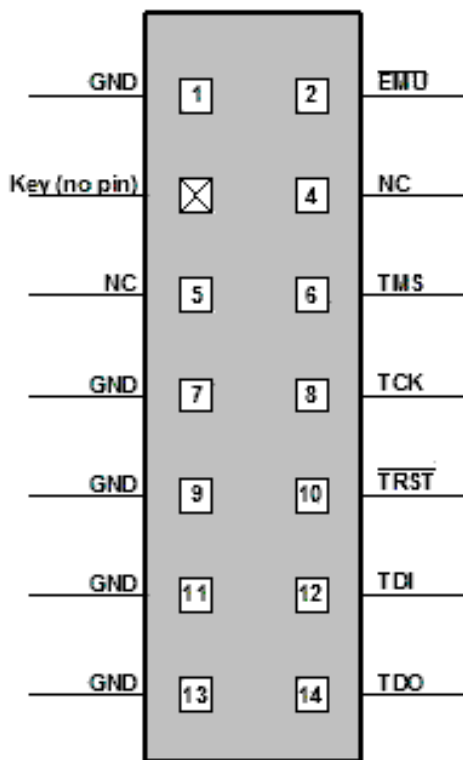 GND 1 2 EMU
Key (no pin) 4 NC
NC 5 6 TMS
GND 7 8 TCK
GND 9 10 TRST
GND 11 12 TDI
GND 13 14 TDO